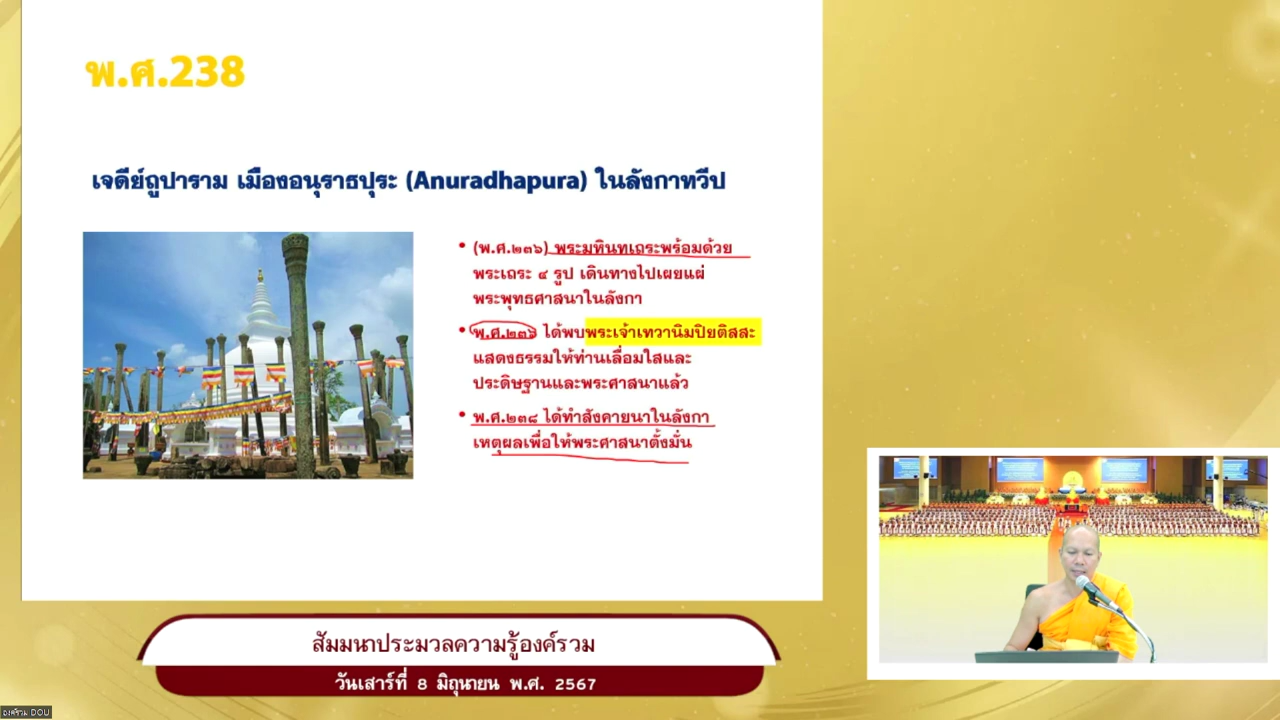 พ.ศ.238
เจดีย์ถูปาราม เมืองอนุราธปุระ (Anuradhapura) ในลังกาทวีป
• (พ.ศ.๒๓๖) พระมหินทเถระพร้อมด้วย
พระเถระ ๔ รูป เดินทางไปเผยแผ่
พระพุทธศาสนาในลังกา
• พ.ศ.๒๓๖ ได้พบพระเจ้าเทวานัมปิยติสสะ
แสดงธรรมให้ท่านเลื่อมใสและ
ประดิษฐานและพระศาสนาแล้ว
• พ.ศ.๒๓๘ ได้ทำสังคายนาในลังกา
เหตุผลเพื่อให้พระศาสนาตั้งมั่น
สัมมนาประมวลความรู้องค์รวม
วันเสาร์ที่ 8 มิถุนายน พ.ศ. 2567
องค์รวม DOU